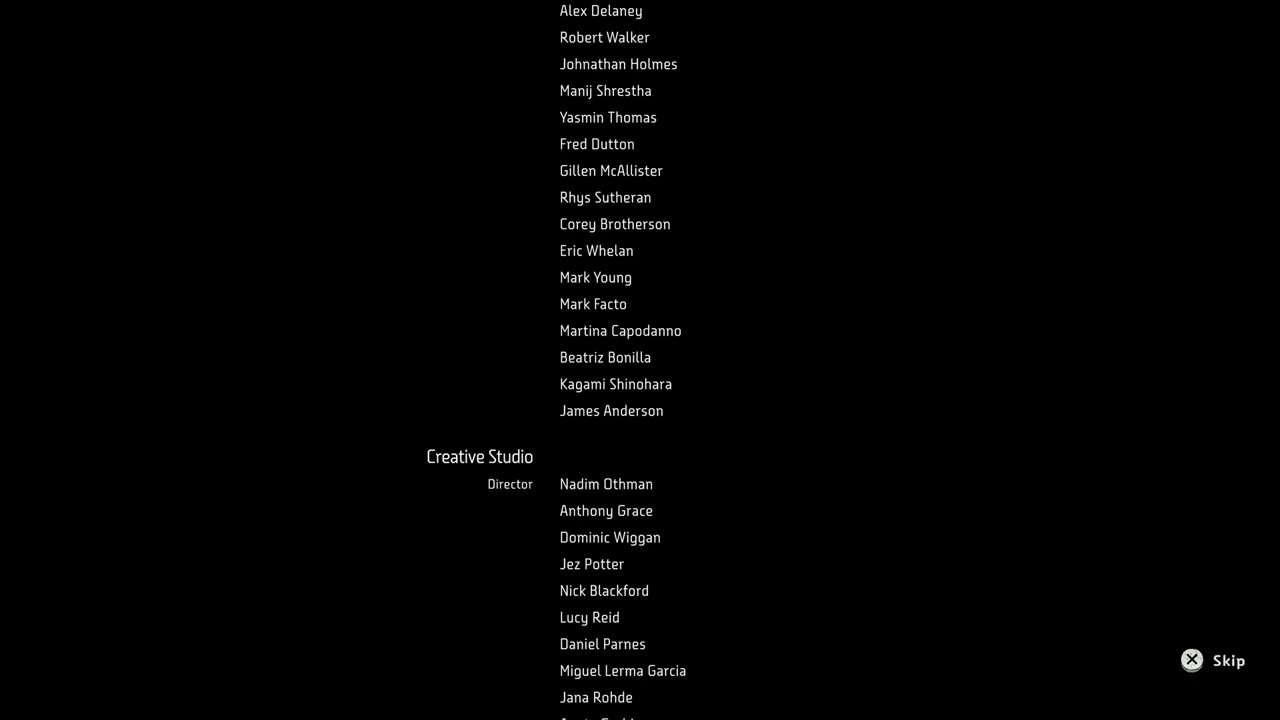 Alex Delaney
Robert Walker
Johnathan Holmes
Manij Shrestha
Yasmin Thomas
Fred Dutton
Gillen McAllister
Rhys Sutheran
Corey Brotherson
Eric Whelan
Mark Young
Mark Facto
Martina Capodanno
Beatriz Bonilla
Kagami Shinohara
James Anderson
Creative Studio
Director Nadim Othman
Anthony Grace
Dominic Wiggan
Jez Potter
Nick Blackford
Lucy Reid
Daniel Parnes
Miguel Lerma Garcia
Jana Rohde
Skip